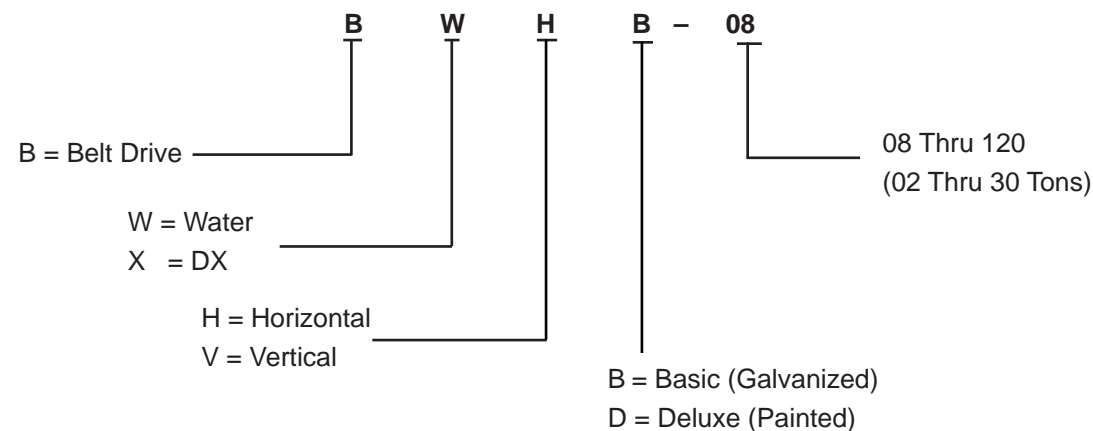 B W H B – 08
B = Belt Drive
08 Thru 120
(02 Thru 30 Tons)
W = Water
X = DX
H = Horizontal
V = Vertical
B = Basic (Galvanized)
D = Deluxe (Painted)